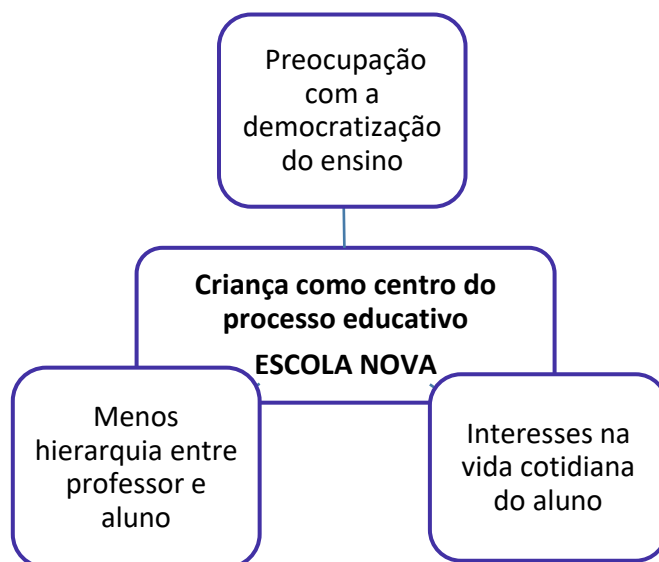 Preocupação
com a
democratização
do ensino
Criança como centro do
processo educativo
ESCOLA NOVA
Menos
hierarquia entre
professor e
aluno
Interesses na
vida cotidiana
do aluno